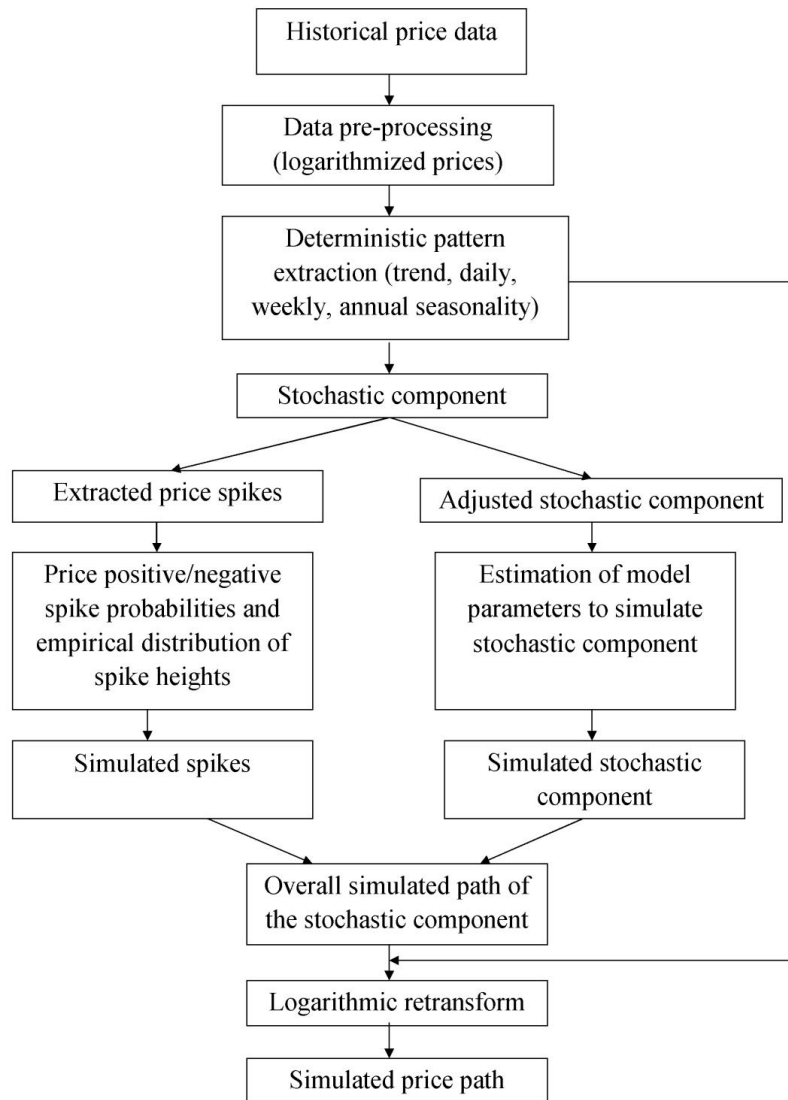 Historical price data
Data pre-processing
(logarithmized prices)
Deterministic pattern
extraction (trend, daily,
weekly, annual seasonality)
Stochastic component
Extracted price spikes
Adjusted stochastic component
Price positive/negative
spike probabilities and
empirical distribution of
spike heights
Estimation of model
parameters to simulate
stochastic component
Simulated spikes
Simulated stochastic
component
Overall simulated path of
the stochastic component
Logarithmic retransform
Simulated price path